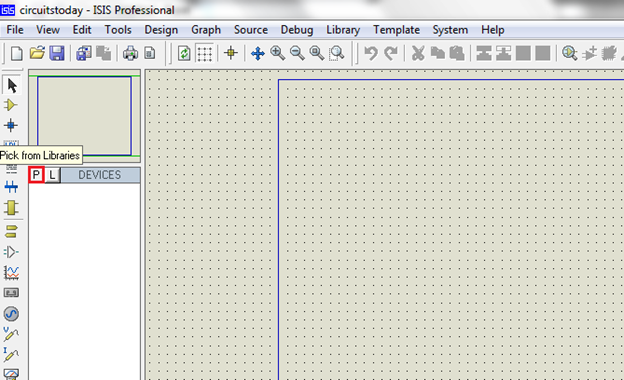 ISIS circuitstoday - ISIS Professional
File View Edit Tools Design Graph Source Debug Library Template System Help
Pick from Libraries
P L DEVICES